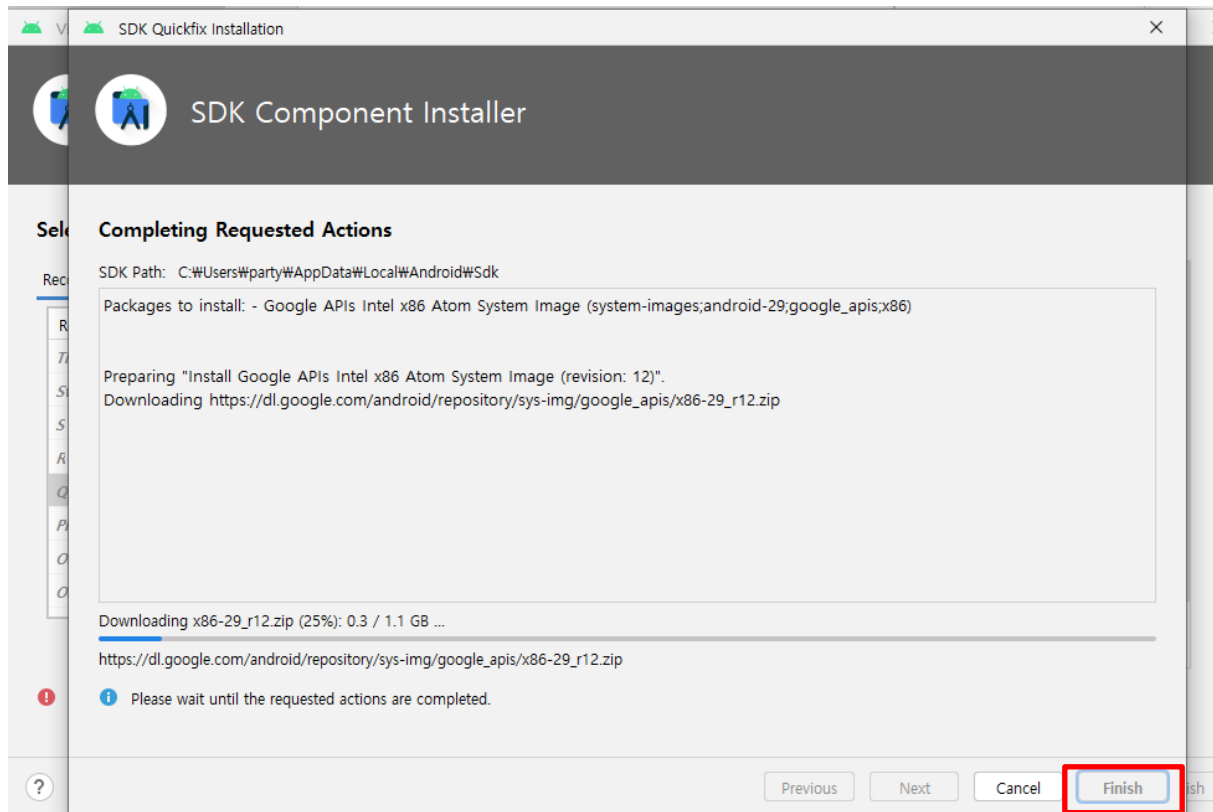 SDK Quickfix Installation
SDK Component Installer
Completing Requested Actions
SDK Path: C:₩Users₩party₩AppData₩Local₩Android₩Sdk
Packages to install: - Google APIs Intel x86 Atom System Image (system-images;android-29;google_apis;x86)
Preparing "Install Google APIs Intel x86 Atom System Image (revision: 12)".
Downloading https://dl.google.com/android/repository/sys-img/google_apis/x86-29_r12.zip
Downloading x86-29_r12.zip (25%): 0.3 / 1.1 GB ...
https://dl.google.com/android/repository/sys-img/google_apis/x86-29_r12.zip
Please wait until the requested actions are completed.
? Previous Next Cancel Finish